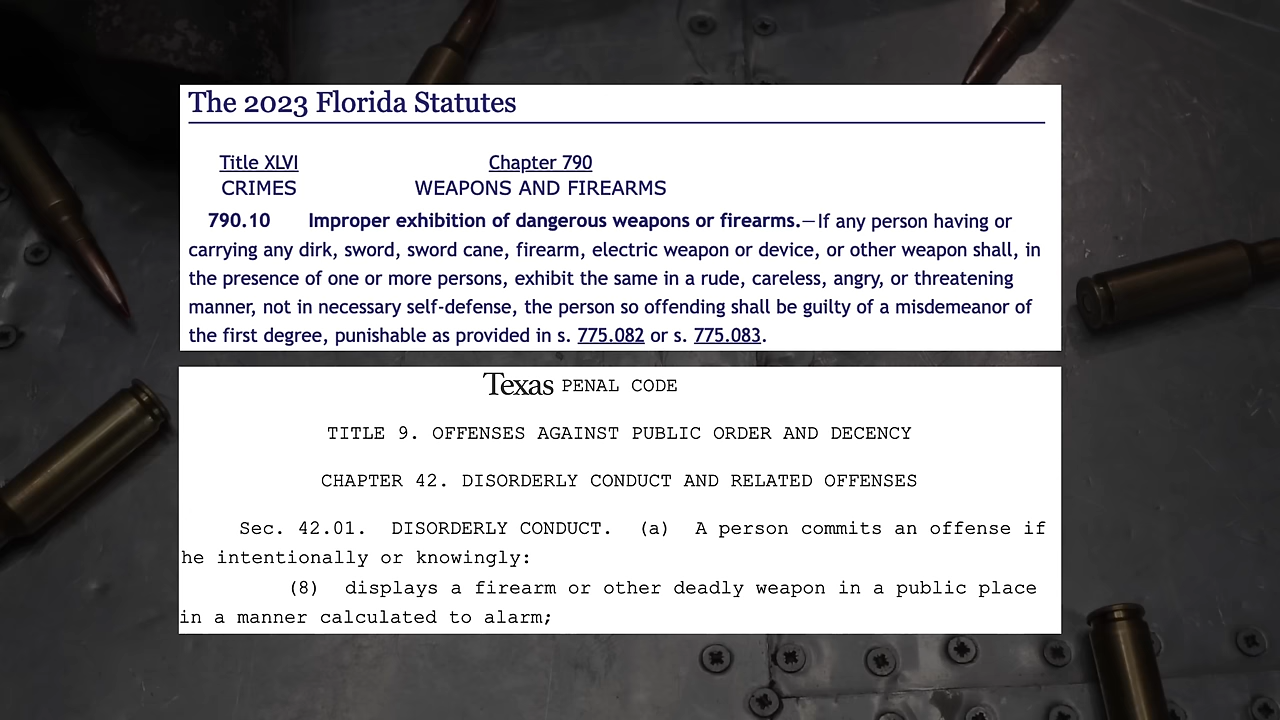 The 2023 Florida Statutes
Title XLVI Chapter 790
CRIMES WEAPONS AND FIREARMS
790.10 Improper exhibition of dangerous weapons or firearms.—If any person having or
carrying any dirk, sword, sword cane, firearm, electric weapon or device, or other weapon shall, in
the presence of one or more persons, exhibit the same in a rude, careless, angry, or threatening
manner, not in necessary self-defense, the person so offending shall be guilty of a misdemeanor of
the first degree, punishable as provided in s. 775.082 or s. 775.083.
Texas PENAL CODE
TITLE 9. OFFENSES AGAINST PUBLIC ORDER AND DECENCY
CHAPTER 42. DISORDERLY CONDUCT AND RELATED OFFENSES
Sec. 42.01. DISORDERLY CONDUCT. (a) A person commits an offense if
he intentionally or knowingly:
(8) displays a firearm or other deadly weapon in a public place
in a manner calculated to alarm;